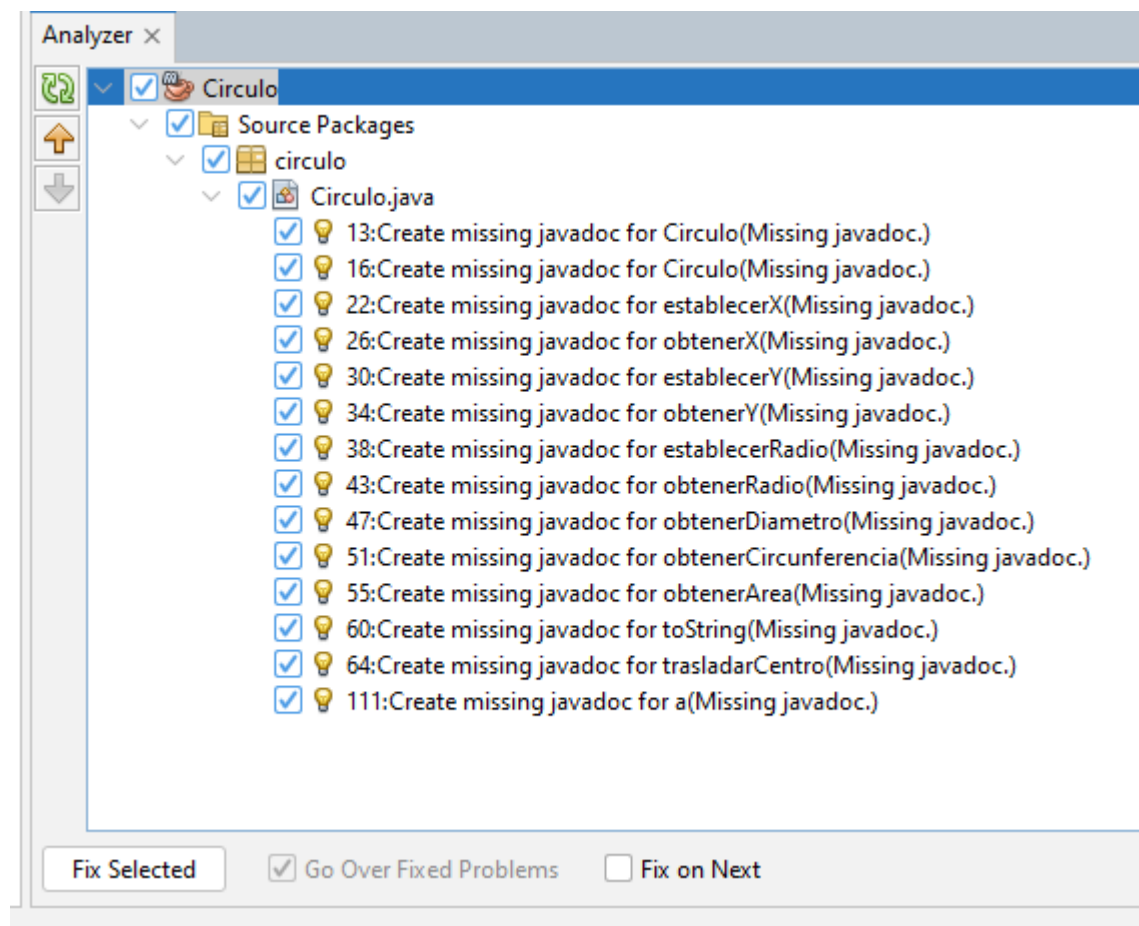 Analyzer
Circulo
Source Packages
circulo
Circulo.java
13:Create missing javadoc for Circulo(Missing javadoc.)
16:Create missing javadoc for Circulo(Missing javadoc.)
22:Create missing javadoc for establecerX(Missing javadoc.)
26:Create missing javadoc for obtenerX(Missing javadoc.)
30:Create missing javadoc for establecerY(Missing javadoc.)
34:Create missing javadoc for obtenerY(Missing javadoc.)
38:Create missing javadoc for establecerRadio(Missing javadoc.)
43:Create missing javadoc for obtenerRadio(Missing javadoc.)
47:Create missing javadoc for obtenerDiametro(Missing javadoc.)
51:Create missing javadoc for obtenerCircunferencia(Missing javadoc.)
55:Create missing javadoc for obtenerArea(Missing javadoc.)
60:Create missing javadoc for toString(Missing javadoc.)
64:Create missing javadoc for trasladarCentro(Missing javadoc.)
111:Create missing javadoc for a(Missing javadoc.)
Fix Selected Go Over Fixed Problems Fix on Next